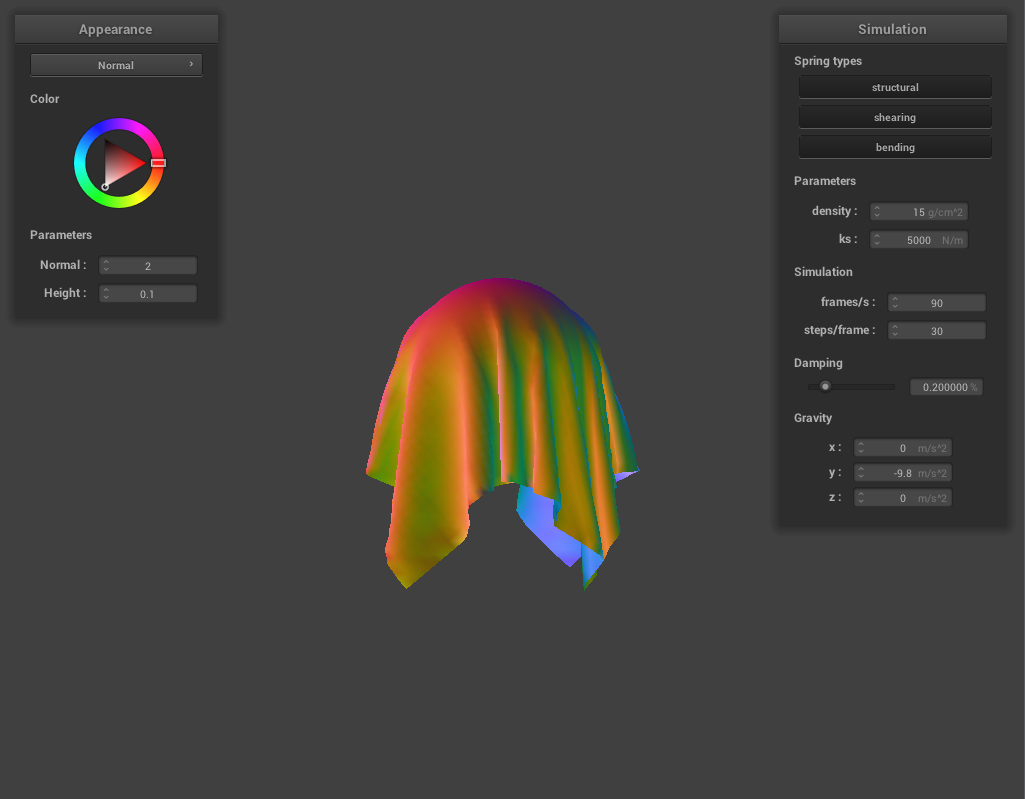 Appearance
Normal ›
Color
Parameters
Normal : 2
Height : 0.1
Simulation
Spring types
structural
shearing
bending
Parameters
density : 15 g/cm^2
ks : 5000 N/m
Simulation
frames/s : 90
steps/frame : 30
Damping
0.200000 %
Gravity
x : 0 m/s^2
y : -9.8 m/s^2
z : 0 m/s^2